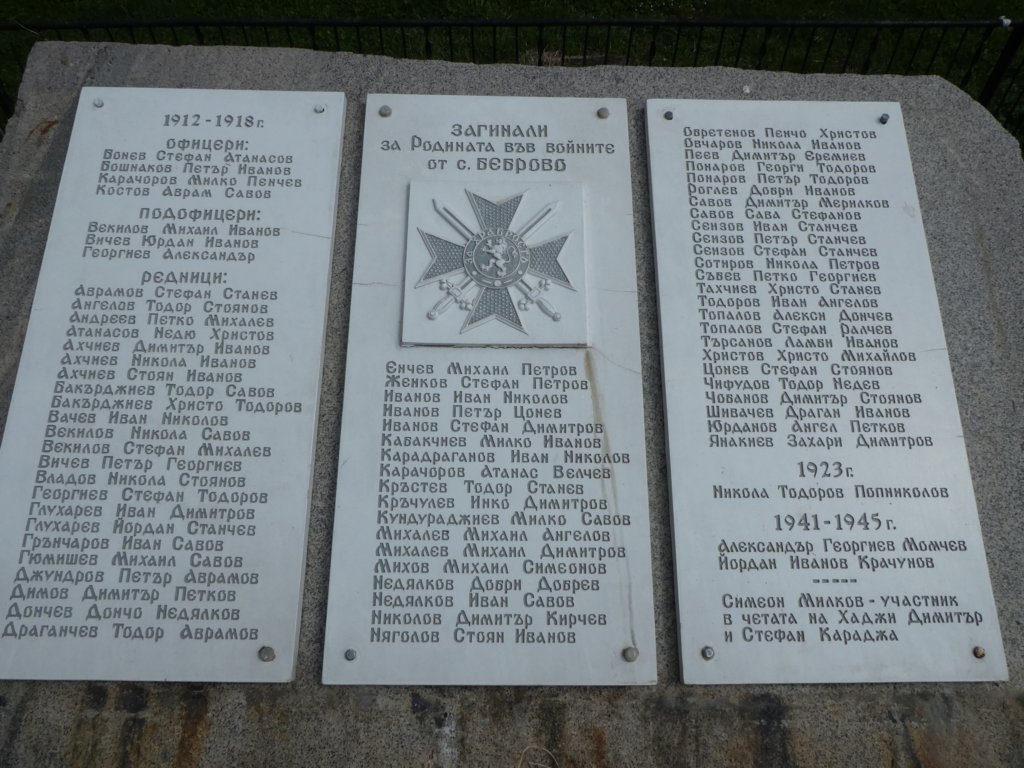 1912-1918г.
ОФИЦЕРИ:
Бонев Стефан Атанасов
Бошнаков Петър Иванов
Карачоров Милко Пенчев
Костов Аврам Савов
ПОДОФИЦЕРИ:
Векилов Михаил Иванов
Вичев Юрдан Иванов
Георгиев Александър
РЕДНИЦИ:
Аврамов Стефан Станев
Ангелов Тодор Стоянов
Андреев Петко Михалев
Атанасов Недю Христов
Ахчиев Димитър Иванов
Ахчиев Никола Иванов
Ахчиев Стоян Иванов
Бакърджиев Тодор Савов
Бакърджиев Христо Тодоров
Вачев Иван Николов
Векилов Никола Савов
Векилов Стефан Михалев
Вичев Петър Георгиев
Владов Никола Стоянов
Георгиев Стефан Тодоров
Глухарев Иван Димитров
Глухарев Йордан Станчев
Грънчаров Иван Савов
Гюмишев Михаил Савов
Джундров Петър Аврамов
Димов Димитър Петков
Дончев Дончо Недялков
Драганчев Тодор Аврамов
ЗАГИНАЛИ
ЗА РОДИНАТА ВЪВ ВОЙНИТЕ
ОТ С. БЕБРОВО
ЗА ХРАБРОСТ
Енчев Михаил Петров
Женков Стефан Петров
Иванов Иван Николов
Иванов Петър Цонев
Иванов Стефан Димитров
Кабакчиев Милко Иванов
Карадраганов Иван Николов
Карачоров Атанас Велчев
Кръстев Тодор Станев
Кръчулев Инко Димитров
Кундураджиев Милко Савов
Михалев Михаил Ангелов
Михалев Михаил Димитров
Михов Михаил Симеонов
Недялков Добри Добрев
Недялков Иван Савов
Николов Димитър Кирчев
Няголов Стоян Иванов
Овретенов Пенчо Христов
Овчаров Никола Иванов
Пеев Димитър Еремиев
Понаров Георги Тодоров
Понаров Петър Тодоров
Роглев Добри Иванов
Савов Димитър Мерилков
Савов Сава Стефанов
Сеизов Иван Станчев
Сеизов Петър Станчев
Сеизов Стефан Станчев
Сотиров Никола Петров
Събев Петко Георгиев
Тахчиев Христо Станев
Тодоров Иван Ангелов
Топалов Алекси Дончев
Топалов Стефан Ралчев
Търсанов Ламби Иванов
Христов Христо Михайлов
Цонев Стефан Стоянов
Чифудов Тодор Недев
Чобанов Димитър Стоянов
Шивачев Драган Иванов
Юрданов Ангел Петков
Янакиев Захари Димитров
1923г.
Никола Тодоров Попниколов
1941-1945г.
Александър Георгиев Момчев
Йордан Иванов Крачунов
-----
Симеон Милков - участник
в четата на Хаджи Димитър
и Стефан Караджа